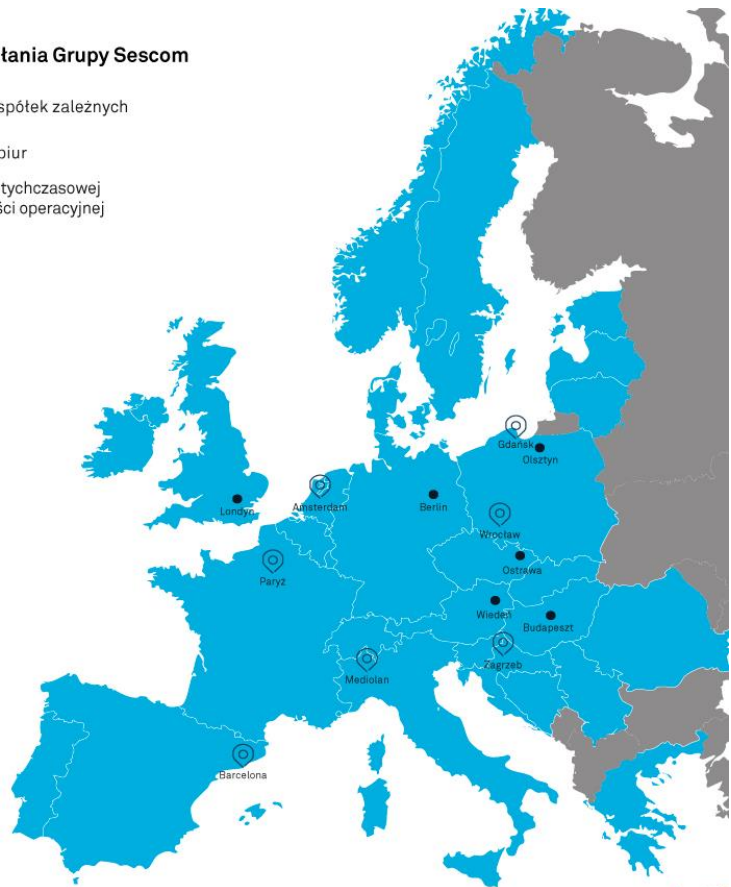 łania Grupy Sescom
spółek zależnych
biur
tychczasowej
ści operacyjnej
Gdańsk
Olsztyn
Londyn
Amsterdam
Berlin
Wrocław
Ostrawa
Paryż
Wiedeń
Budapeszt
Zagrzeb
Mediolan
Barcelona